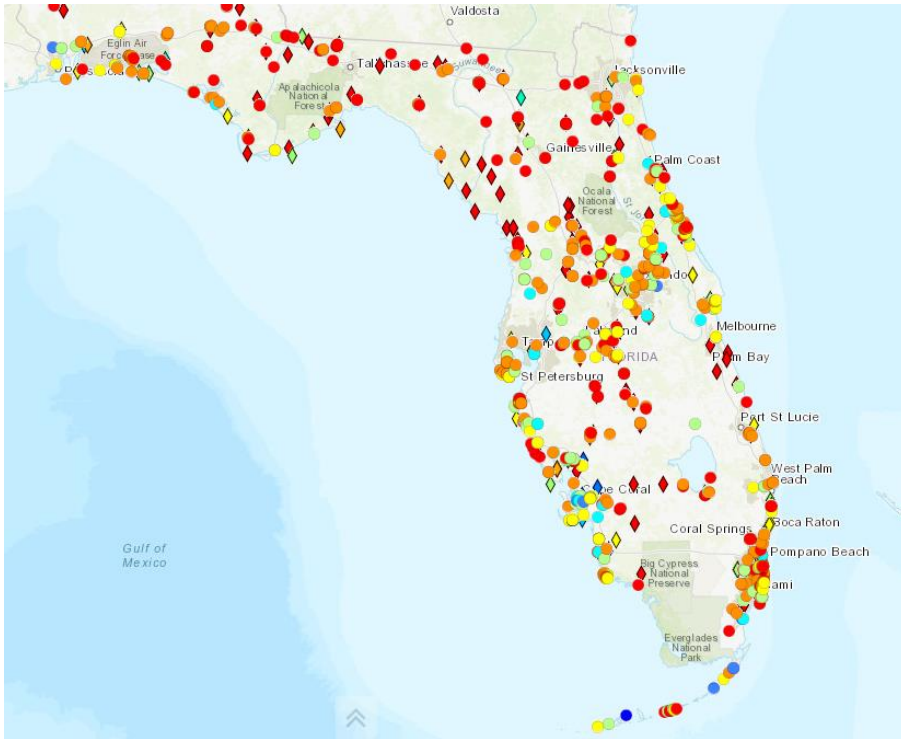 Valdosta
Eglin Air
Tallahassee
Jacksonville
Apalachicola
National
Forest
Gainesville
Palm Coast
Ocala
National
Forest
Melbourne
FLORIDA
Palm Bay
St Petersburg
Port St Lucie
West Palm
Beach
Cape Coral
Coral Springs
Boca Raton
Gulf of
Mexico
Pompano Beach
Big Cypress
National
Preserve
Everglades
National
Park